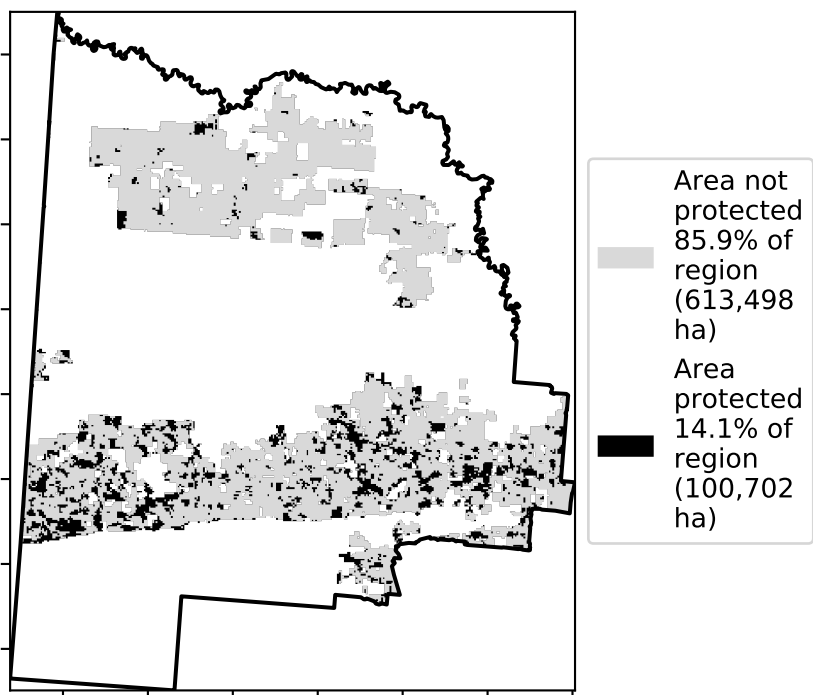 Area not
protected
85.9% of
region
(613,498
ha)
Area
protected
14.1% of
region
(100,702
ha)